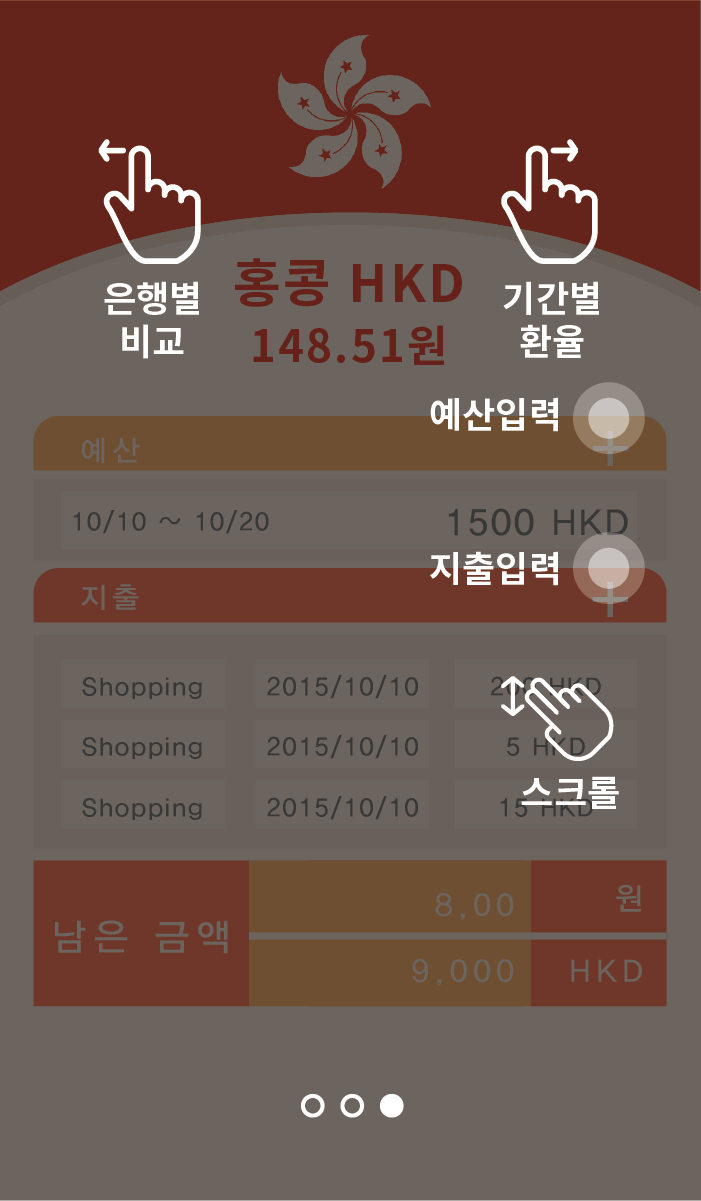 은행별
비교
홍콩 HKD
148.51원
기간별
환율
예산입력
예산
+
10/10 ~ 10/20
1500 HKD
지출입력
지출
+
Shopping
2015/10/10
200 HKD
Shopping
2015/10/10
5 HKD
스크롤
Shopping
2015/10/10
15 HKD
남은 금액
8,00
원
9,000
HKD